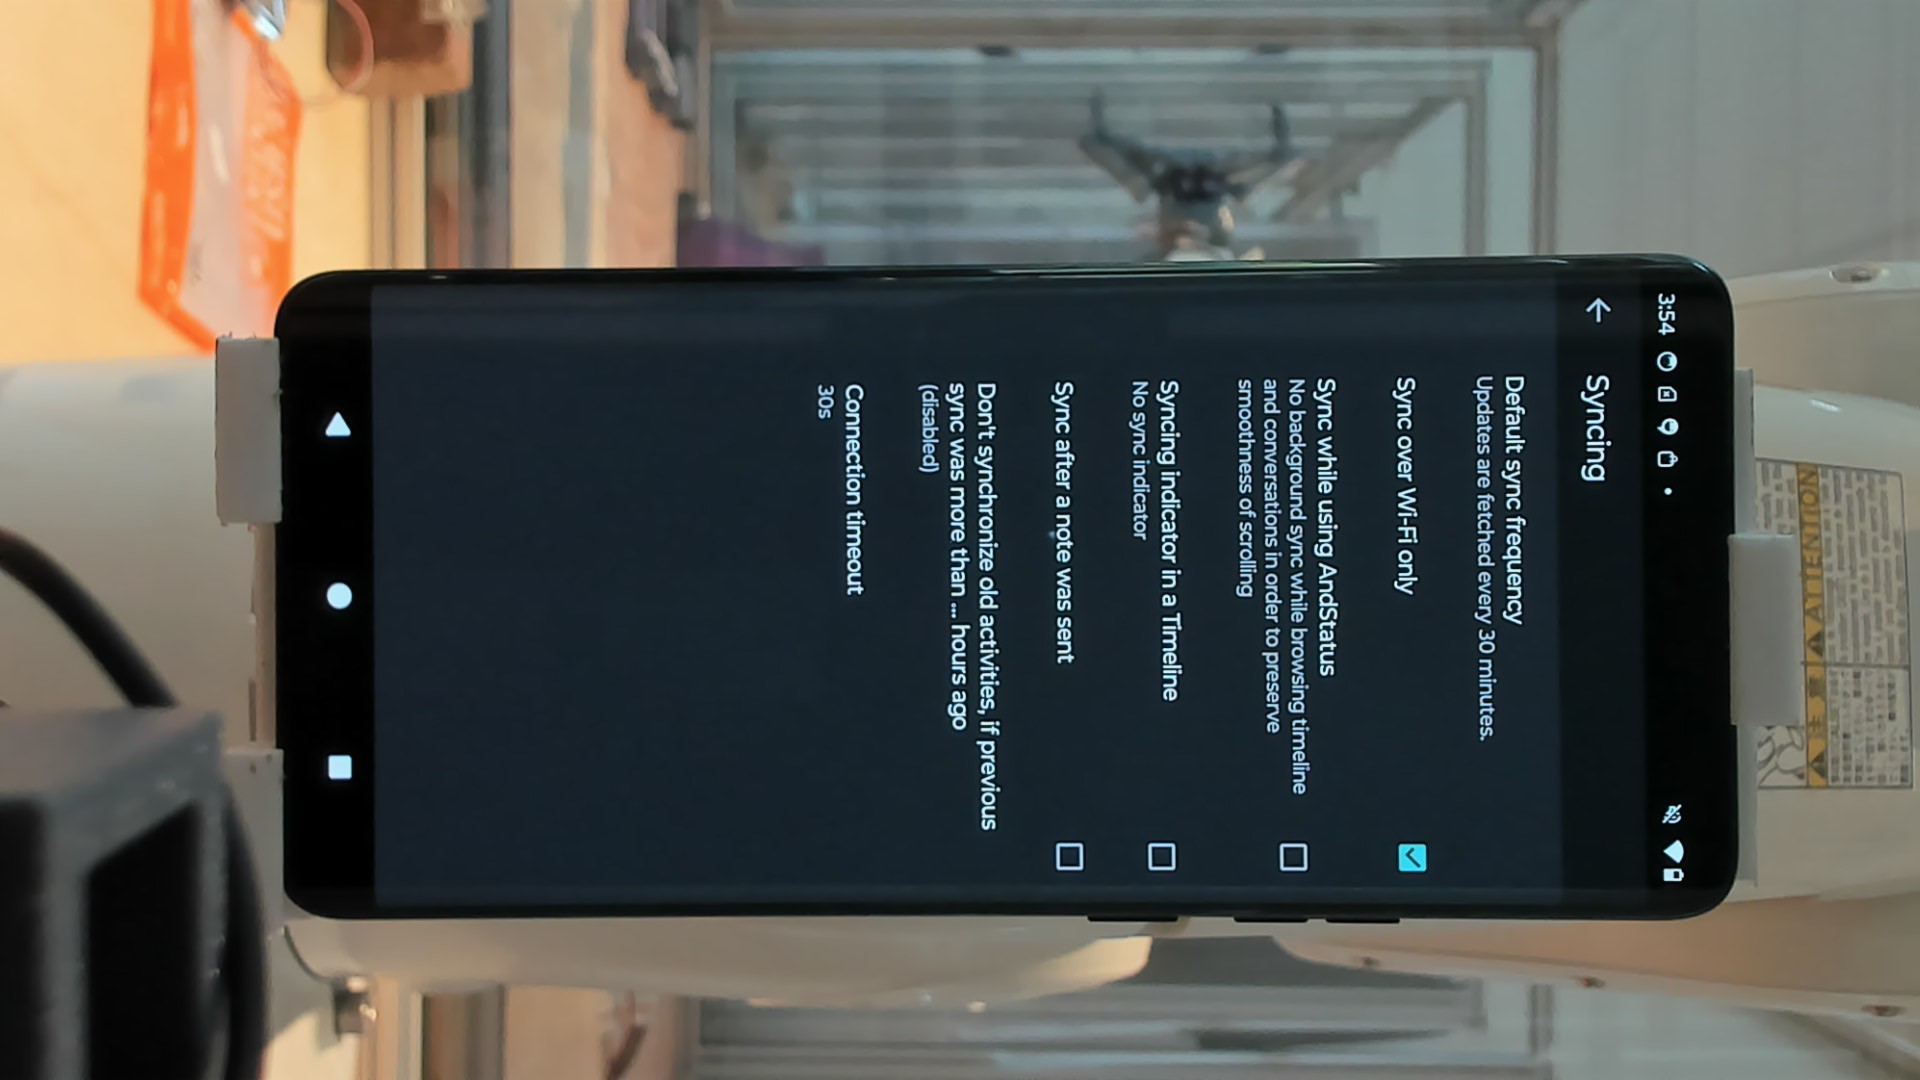 3:54
Syncing
Default sync frequency
Updates are fetched every 30 minutes.
Sync over Wi-Fi only
Sync while using AndStatus
No background sync while browsing timeline
and conversations in order to preserve
smoothness of scrolling
Syncing indicator in a Timeline
No sync indicator
Sync after a note was sent
Don't synchronize old activities, if previous
sync was more than ... hours ago
(disabled)
Connection timeout
30s
ATTENTION